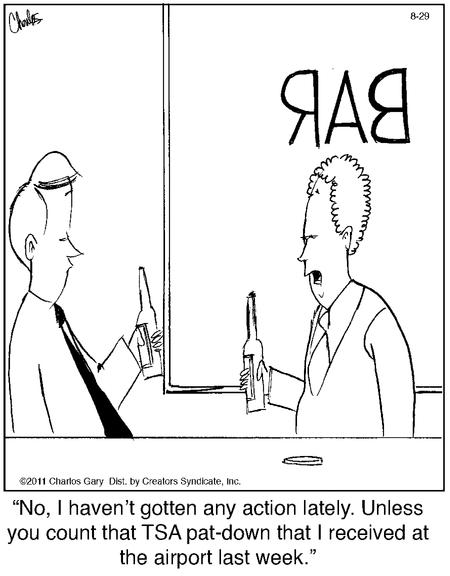 Charlos
8-29
BAR
©2011 Charlos Gary Dist. by Creators Syndicate, Inc.
“No, I haven’t gotten any action lately. Unless
you count that TSA pat-down that I received at
the airport last week.”